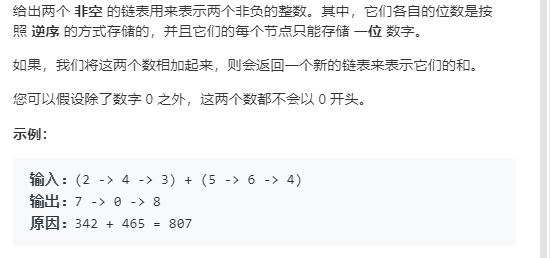 给出两个 非空 的链表用来表示两个非负的整数。其中，它们各自的位数是按
照 逆序 的方式存储的，并且它们的每个节点只能存储 一位 数字。
如果，我们将这两个数相加起来，则会返回一个新的链表来表示它们的和。
您可以假设除了数字 0 之外，这两个数都不会以 0 开头。
示例：
输入：(2 -> 4 -> 3) + (5 -> 6 -> 4)
输出：7 -> 0 -> 8
原因：342 + 465 = 807